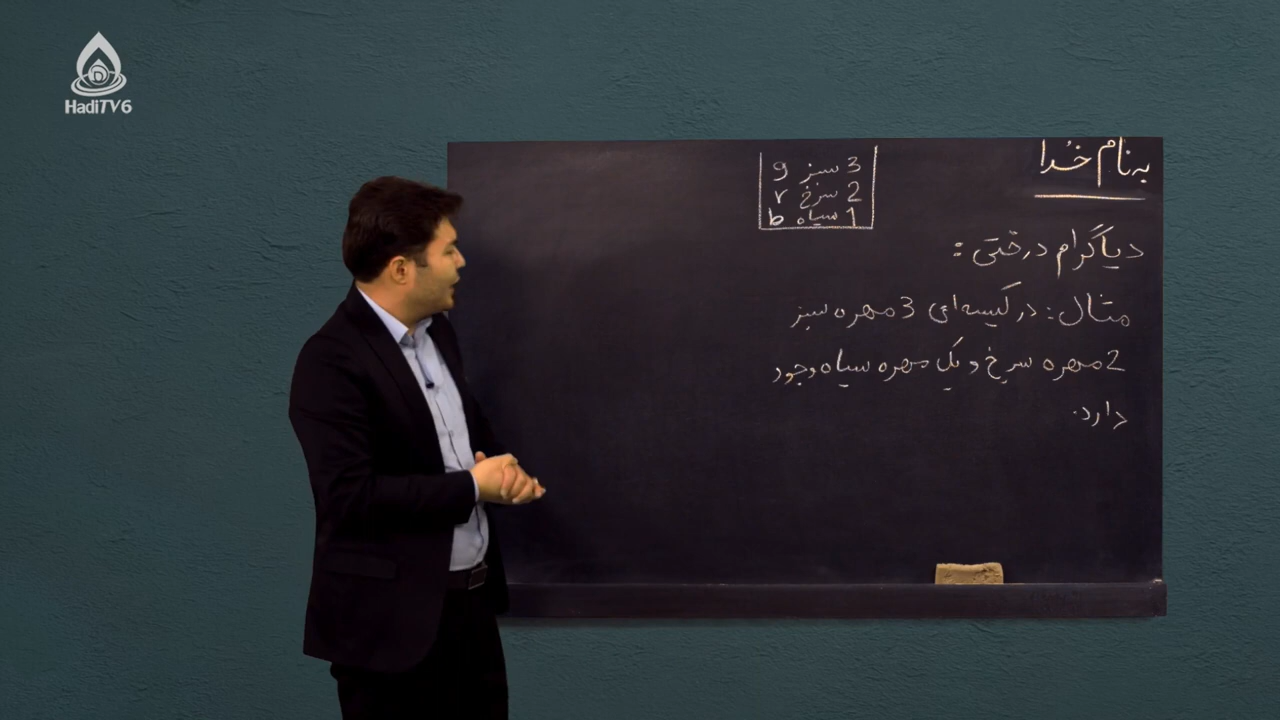 HadiTV6
به نام خدا
3 سبز g
2 سرخ r
1 سیاه b
دیاگرام درختی :
مثال : در کیسه‌ای 3 مهره سبز
2 مهره سرخ و یک مهره سیاه وجود
دارد.